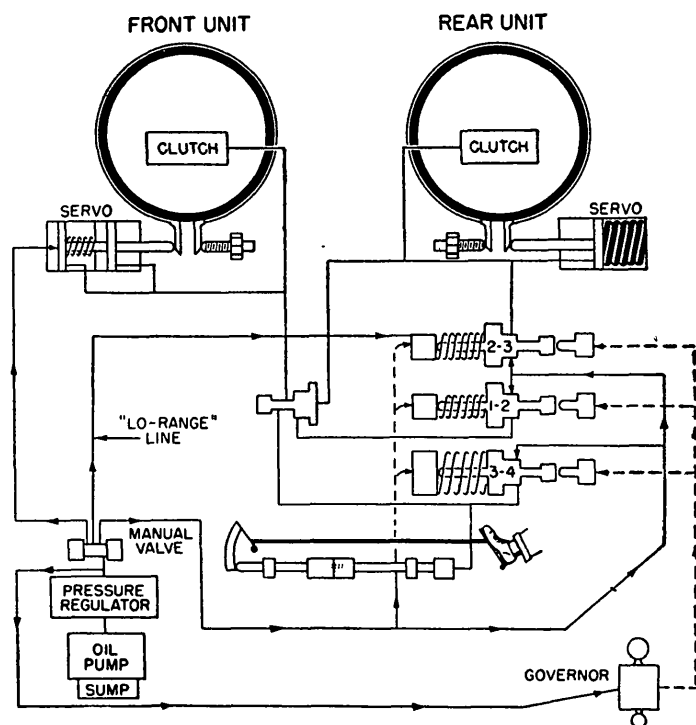 FRONT UNIT
REAR UNIT
CLUTCH
CLUTCH
SERVO
SERVO
2-3
1-2
3-4
"LO-RANGE"
LINE
MANUAL
VALVE
PRESSURE
REGULATOR
OIL
PUMP
SUMP
GOVERNOR